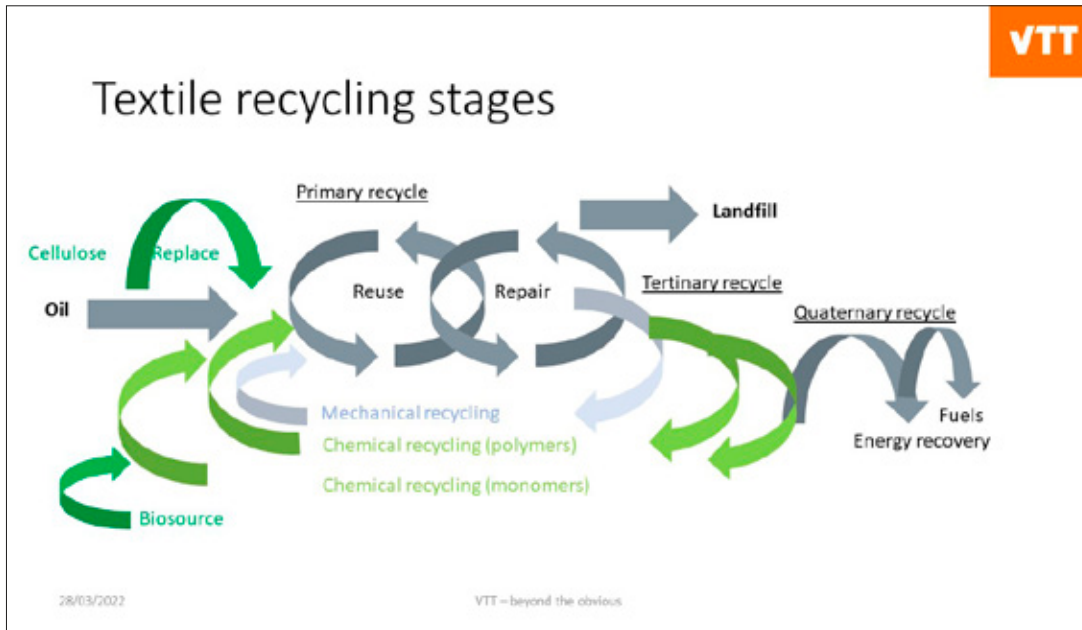 VTT
Textile recycling stages
Primary recycle
Landfill
Cellulose
Replace
Oil
Reuse
Repair
Tertinary recycle
Quaternary recycle
Mechanical recycling
Fuels
Energy recovery
Chemical recycling (polymers)
Chemical recycling (monomers)
Biosource
28/03/2022
VTT – beyond the obvious